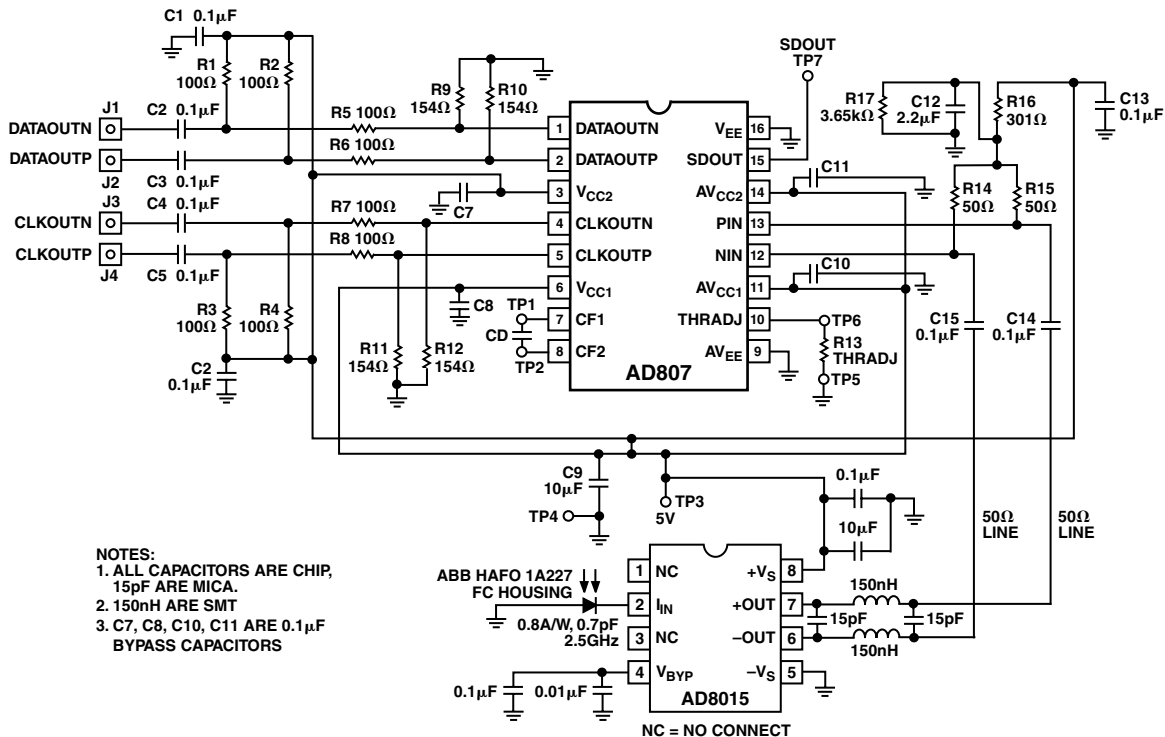 C1 0.1µF
R1
100Ω
R2
100Ω
J1
DATAOUTN
C2 0.1µF
DATAOUTP
J2
C3
0.1µF
J3
C4
0.1µF
CLKOUTN
CLKOUTP
J4
C5
0.1µF
R3
100Ω
R4
100Ω
C2
0.1µF
R5 100Ω
R6 100Ω
R7 100Ω
R8 100Ω
R9
154Ω
R10
154Ω
C7
C8
R11
154Ω
R12
154Ω
TP1
CD
TP2
1 DATAOUTN
2 DATAOUTP
3 VCC2
4 CLKOUTN
5 CLKOUTP
6 VCC1
7 CF1
8 CF2
VEE 16
SDOUT 15
AVCC2 14
PIN 13
NIN 12
AVCC1 11
THRADJ 10
AVEE 9
AD807
SDOUT
TP7
R17
3.65kΩ
C12
2.2µF
R16
301Ω
C13
0.1µF
C11
R14
50Ω
R15
50Ω
C10
TP6
R13
THRADJ
TP5
C15
0.1µF
C14
0.1µF
C9
10µF
TP4
TP3
5V
0.1µF
10µF
50Ω
LINE
50Ω
LINE
NOTES:
1. ALL CAPACITORS ARE CHIP,
15pF ARE MICA.
2. 150nH ARE SMT
3. C7, C8, C10, C11 ARE 0.1µF
BYPASS CAPACITORS
ABB HAFO 1A227
FC HOUSING
0.8A/W, 0.7pF
2.5GHz
0.1µF
0.01µF
1 NC
2 IIN
3 NC
4 VBYP
+VS 8
+OUT 7
–OUT 6
–VS 5
AD8015
150nH
15pF
15pF
150nH
NC = NO CONNECT